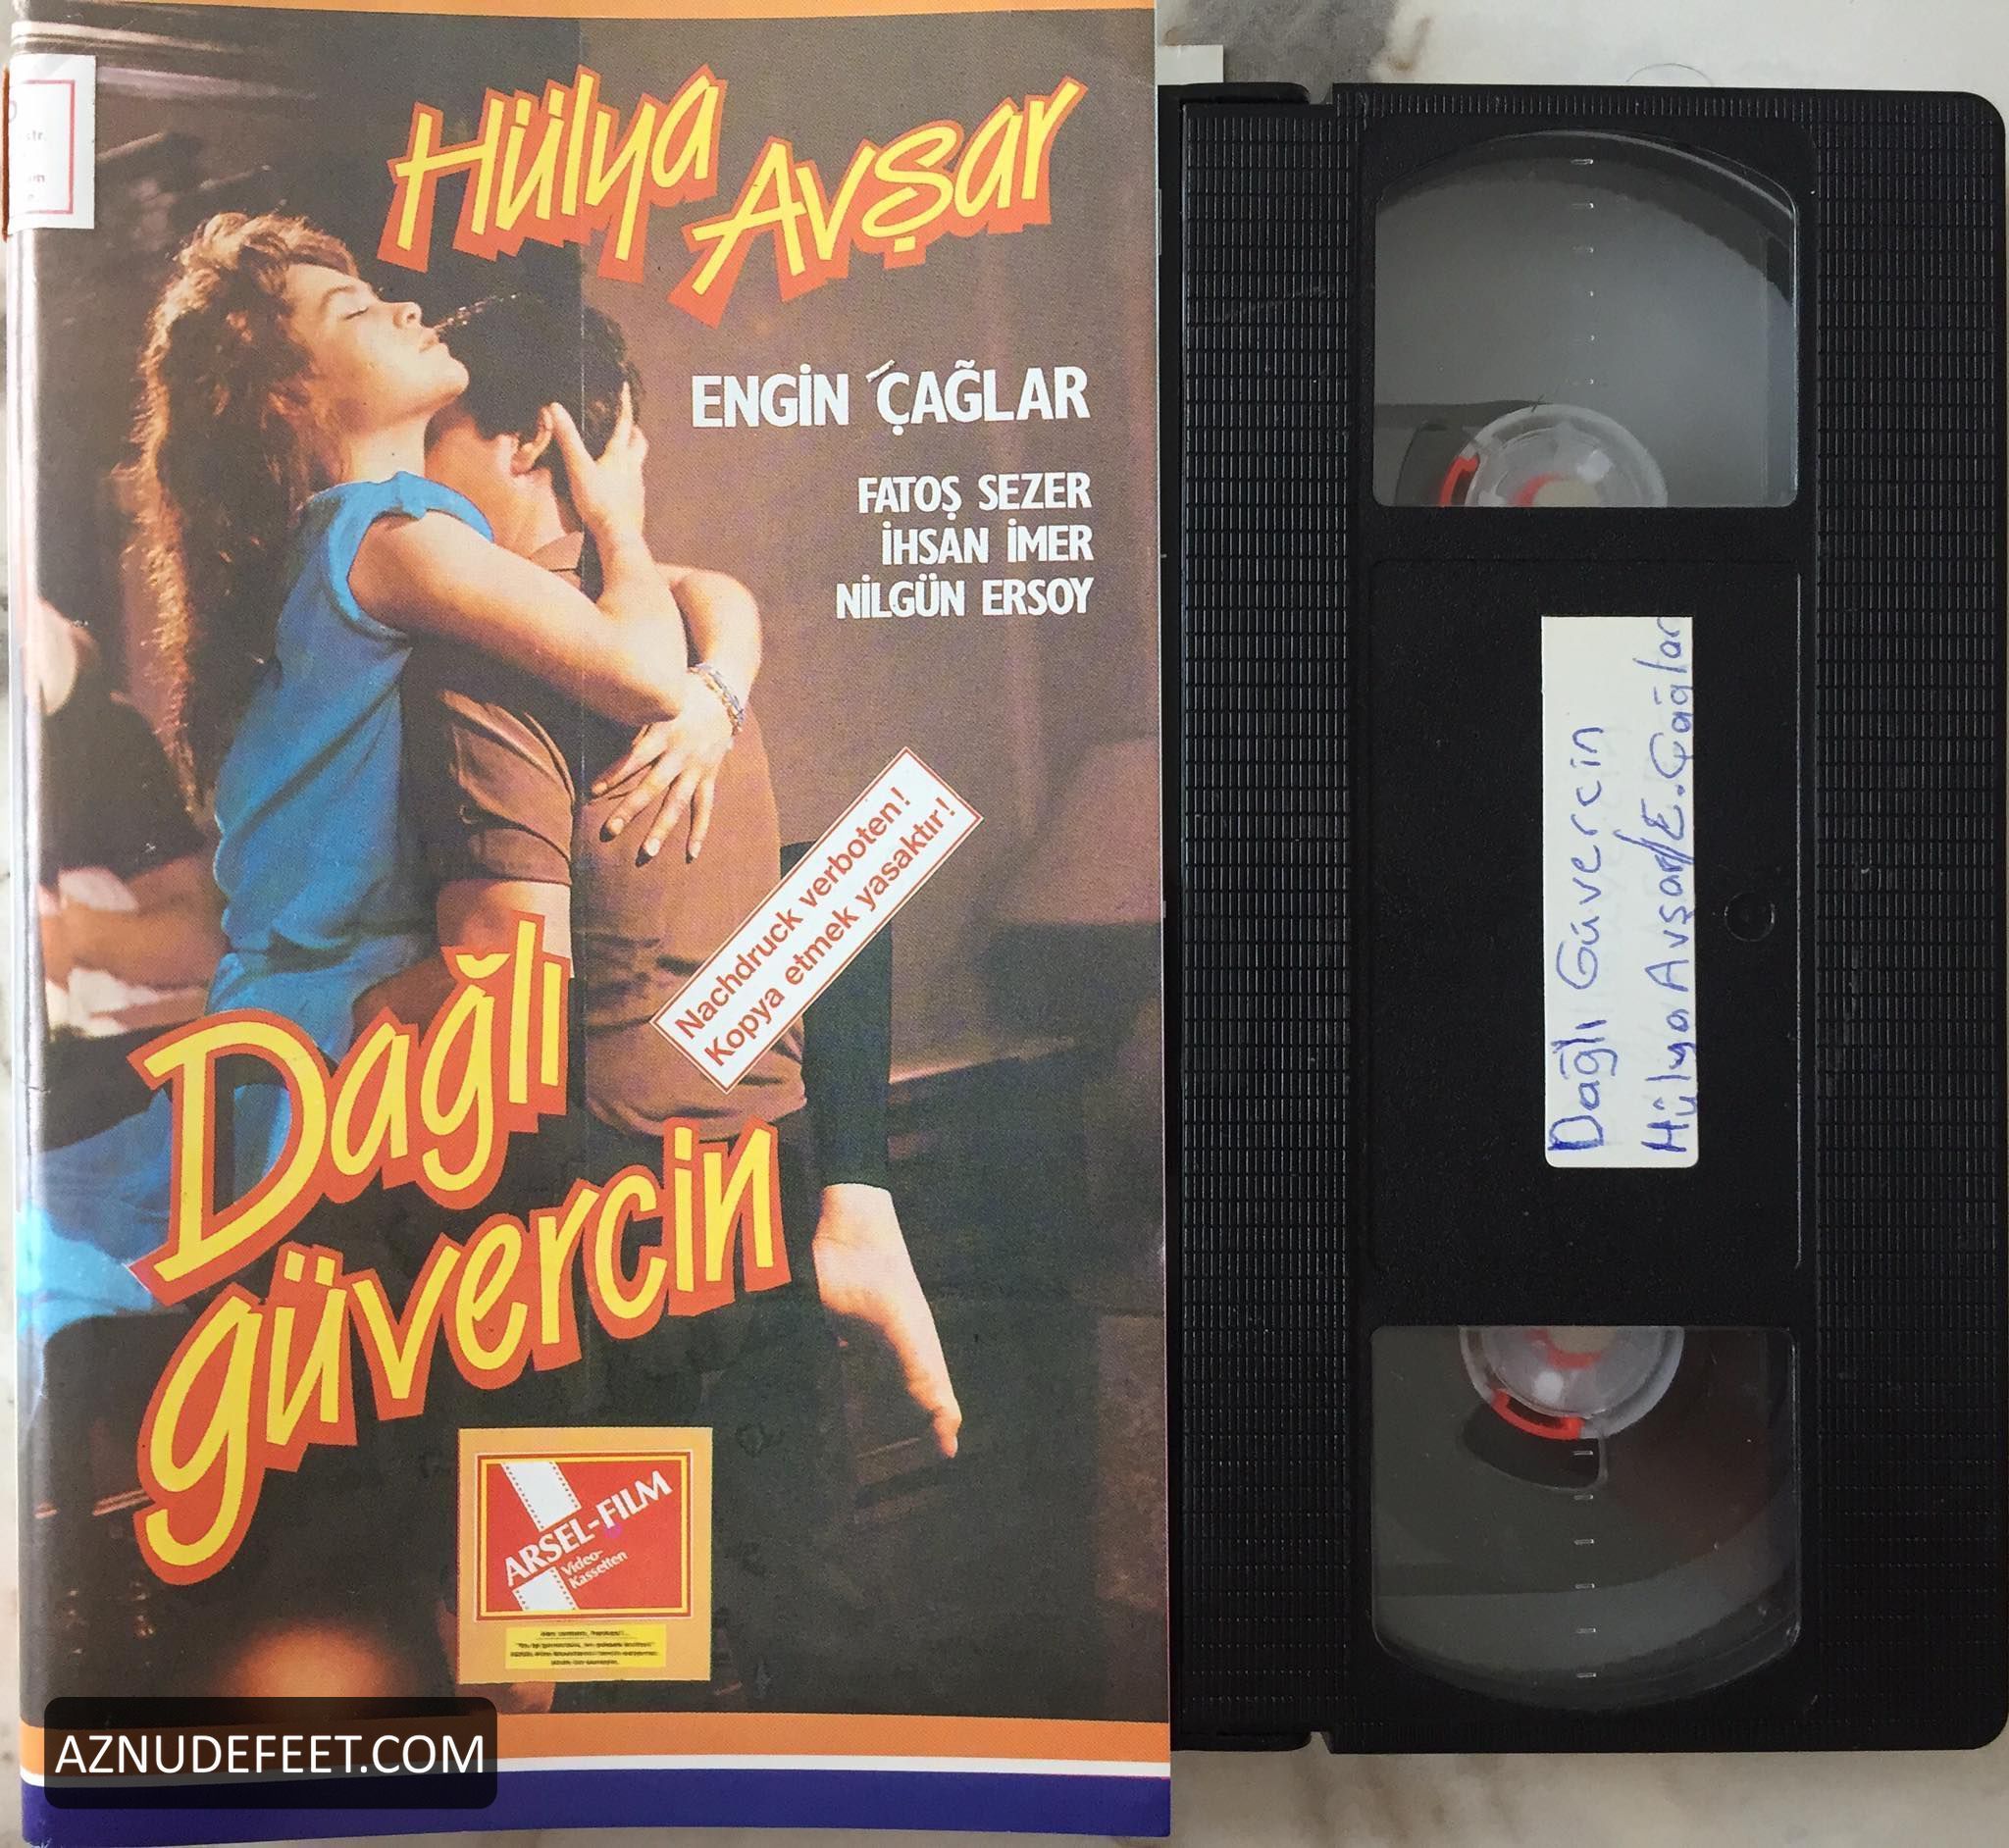 Hülya Avşar
ENGİN ÇAĞLAR
FATOŞ SEZER
İHSAN İMER
NİLGÜN ERSOY
Nachdruck verboten!
Kopya etmek yasaktır!
Dağlı
güvercin
ARSEL-FILM
Video-
Kassetten
AZNUDEFEET.COM
Dağlı Güvercin
Hülya Avşar/E.Çağlar